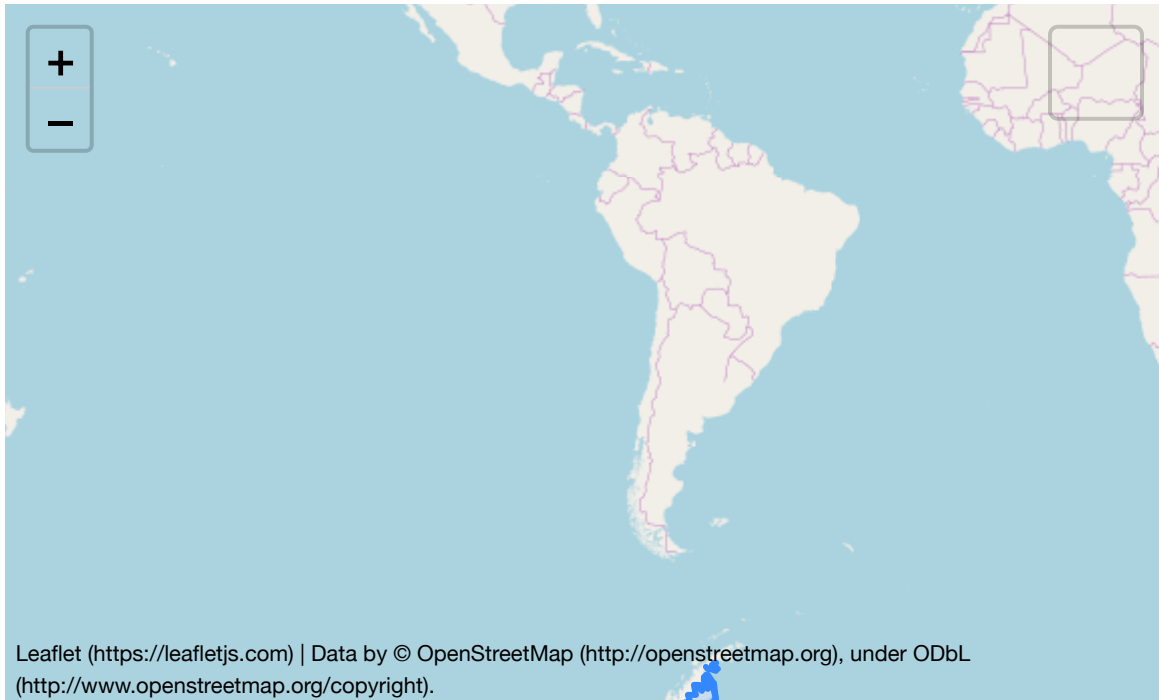 +
−
Leaflet (https://leafletjs.com) | Data by © OpenStreetMap (http://openstreetmap.org), under ODbL
(http://www.openstreetmap.org/copyright).